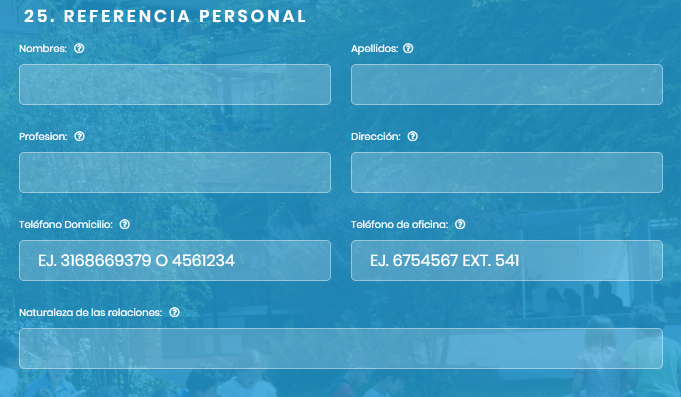 25. REFERENCIA PERSONAL
Nombres:
Apellidos:
Profesion:
Dirección:
Teléfono Domicilio:
Teléfono de oficina:
EJ. 3168669379 O 4561234
EJ. 6754567 EXT. 541
Naturaleza de las relaciones: